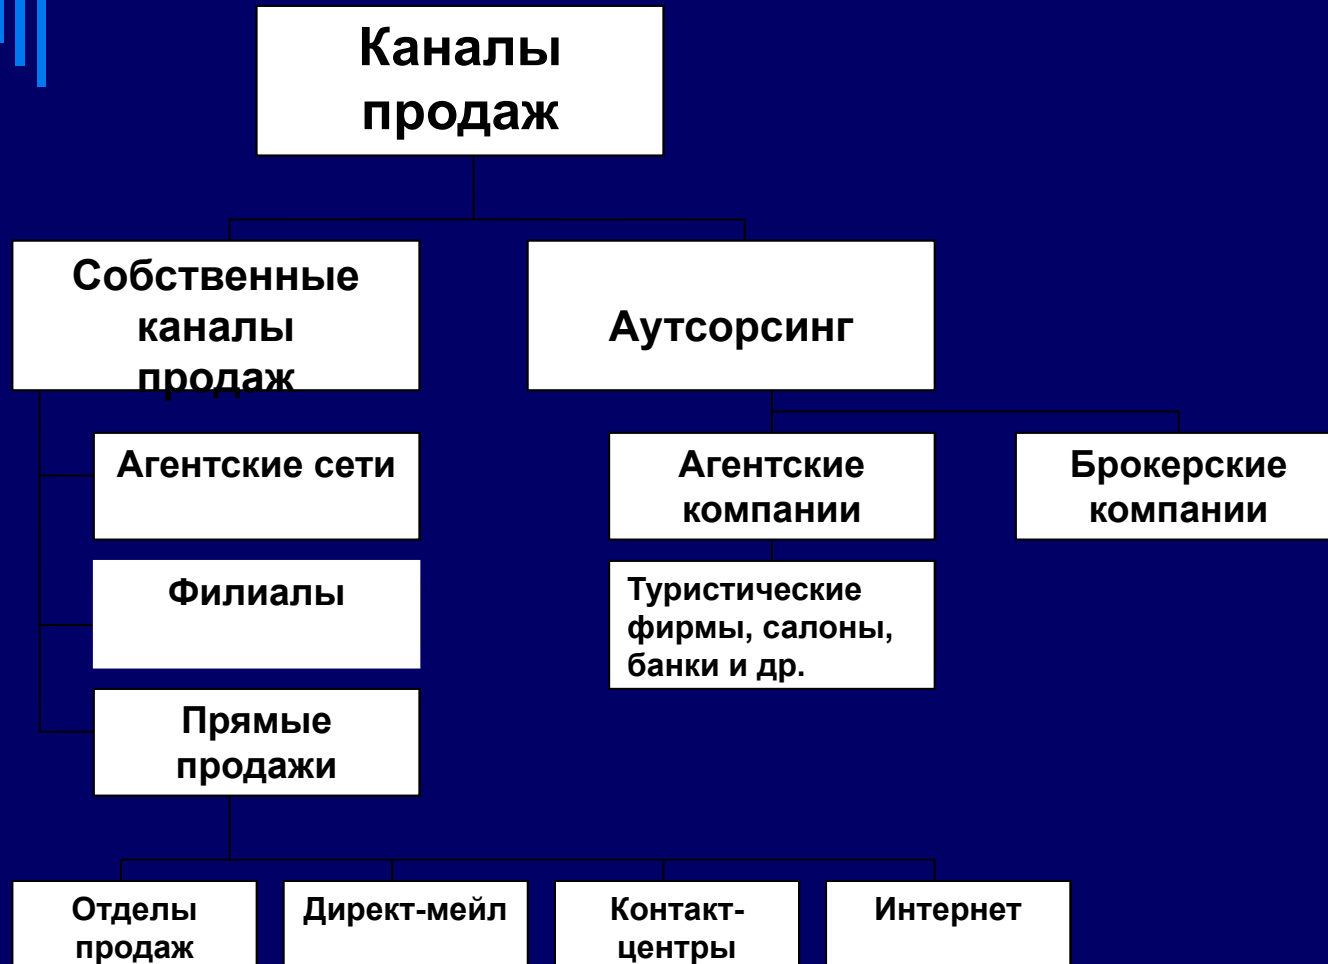 Каналы
продаж
Собственные
каналы
продаж
Аутсорсинг
Агентские сети
Агентские
компании
Брокерские
компании
Филиалы
Туристические
фирмы, салоны,
банки и др.
Прямые
продажи
Отделы
продаж
Директ-мейл
Контакт-
центры
Интернет